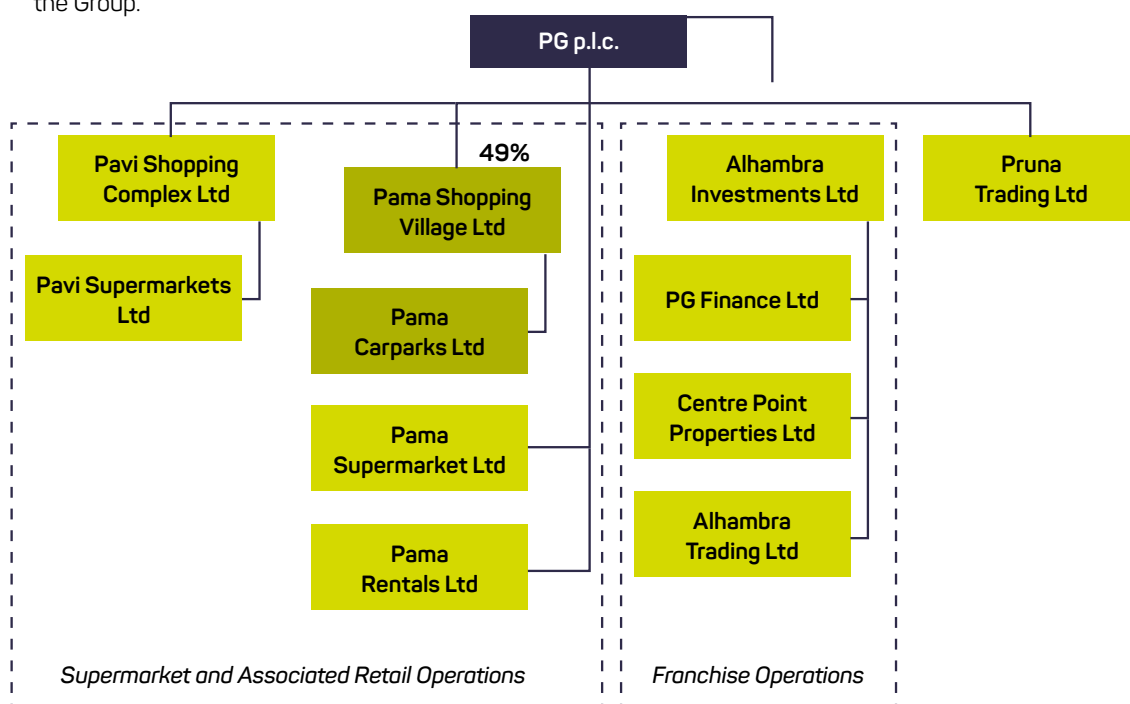 the Group.
PG p.l.c.
49%
Pavi Shopping
Complex Ltd
Pama Shopping
Village Ltd
Alhambra
Investments Ltd
Pruna
Trading Ltd
Pavi Supermarkets
Ltd
Pama
Carparks Ltd
PG Finance Ltd
Pama
Supermarket Ltd
Centre Point
Properties Ltd
Pama
Rentals Ltd
Alhambra
Trading Ltd
Supermarket and Associated Retail Operations
Franchise Operations